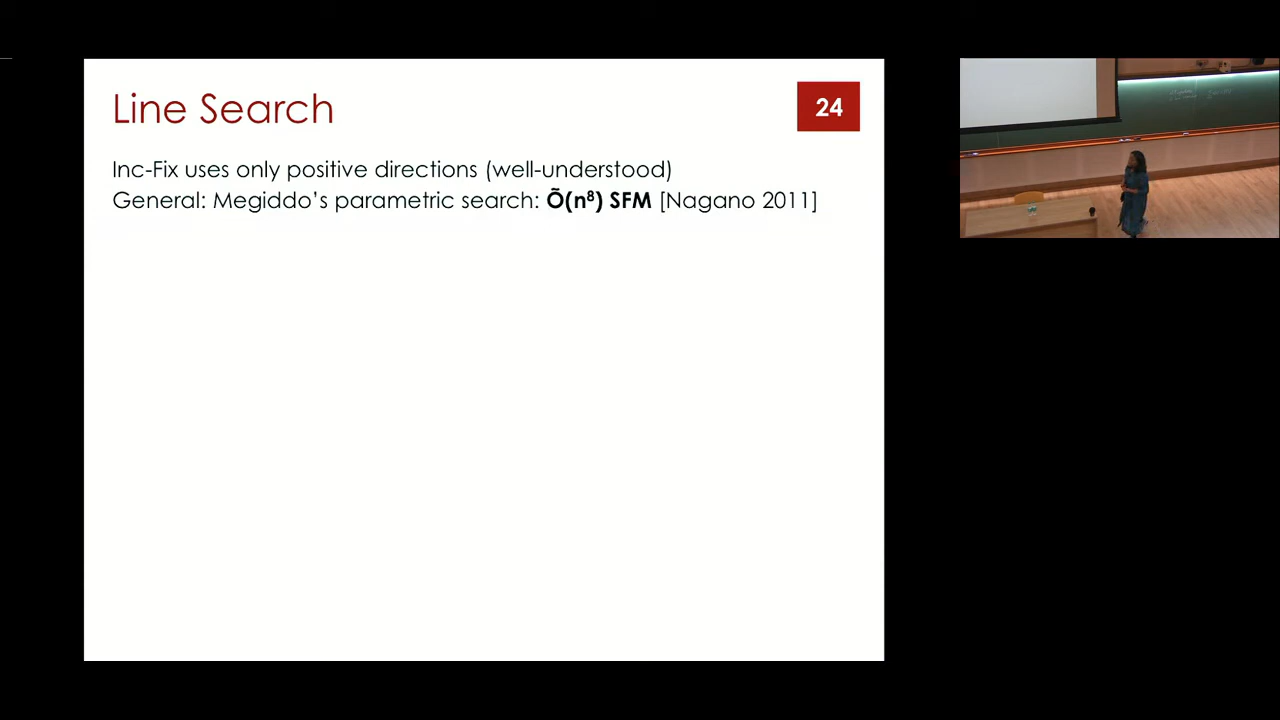 Line Search
24
Inc-Fix uses only positive directions (well-understood)
General: Megiddo's parametric search: Õ(n⁸) SFM [Nagano 2011]